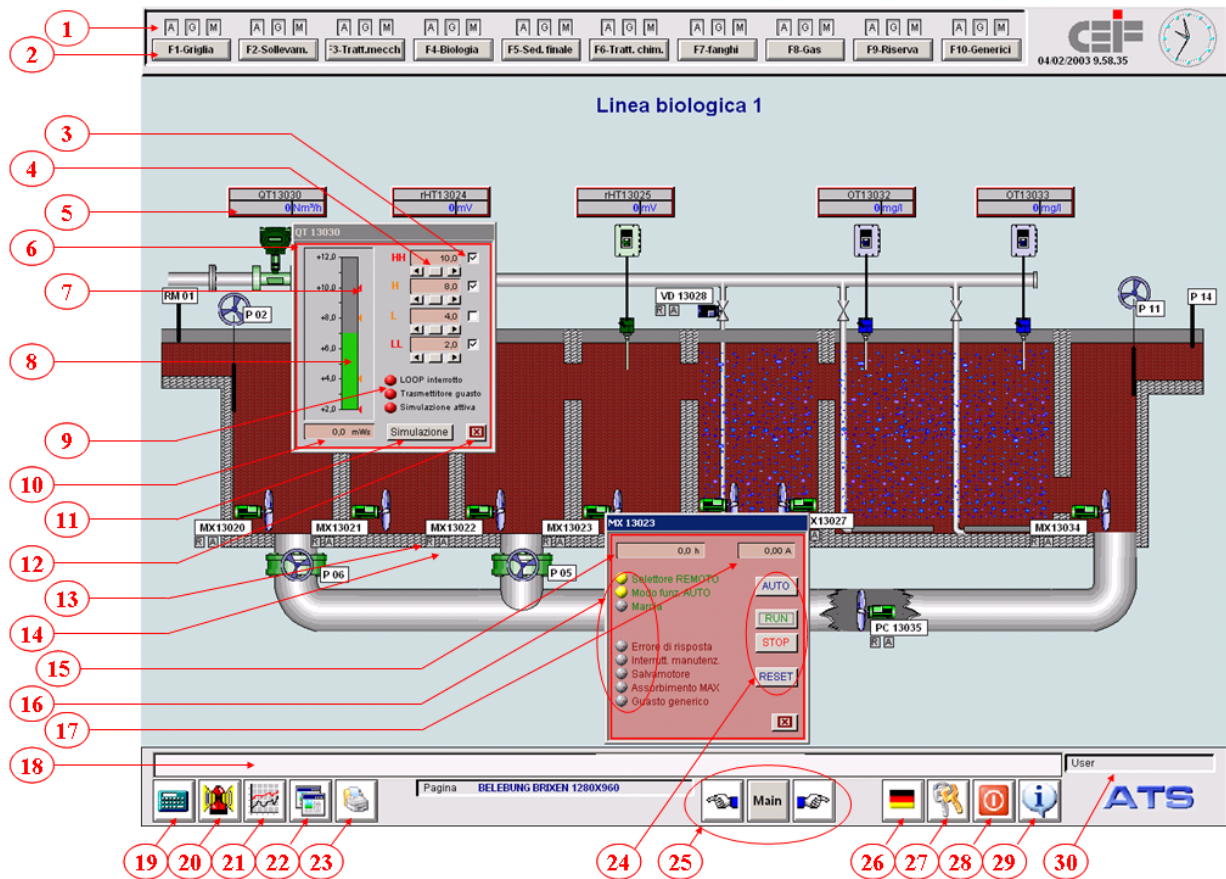 1
A G M A G M A G M A G M A G M A G M A G M A G M A G M A G M
2
F1-Griglia F2-Sollevam. F3-Tratt.mecch F4-Biologia F5-Sed. finale F6-Tratt. chim. F7-fanghi F8-Gas F9-Riserva F10-Generici
CEIF
04/02/2003 9.58.35
Linea biologica 1
3
4
5
QT13030
0 Nm³/h
rHT13024
0 mV
rHT13025
0 mV
OT13032
0 mg/l
OT13033
0 mg/l
6
QT 13030
+12,0
+10,0
+8,0
+6,0
+4,0
+2,0
HH 10,0
H 8,0
L 4,0
LL 2,0
LOOP interrotto
Trasmettitore guasto
Simulazione attiva
0,0 mWs
Simulazione
7
8
9
10
11
12
13
14
15
16
17
RM 01
P 02
VD 13028
R A
P 11
P 14
MX13020
R A
MX13021
R A
MX13022
R A
MX13023
R A
X13027
A
MX13034
R A
P 06
P 05
PC 13035
R A
MX 13023
0,0 h
0,00 A
Selettore REMOTO
Modo funz. AUTO
Marcia
Errore di risposta
Interrutt. manutenz.
Salvamotore
Assorbimento MAX
Guasto generico
AUTO
RUN
STOP
RESET
18
User
Pagina BELEBUNG BRIXEN 1280X960
Main
ATS
19
20
21
22
23
24
25
26
27
28
29
30